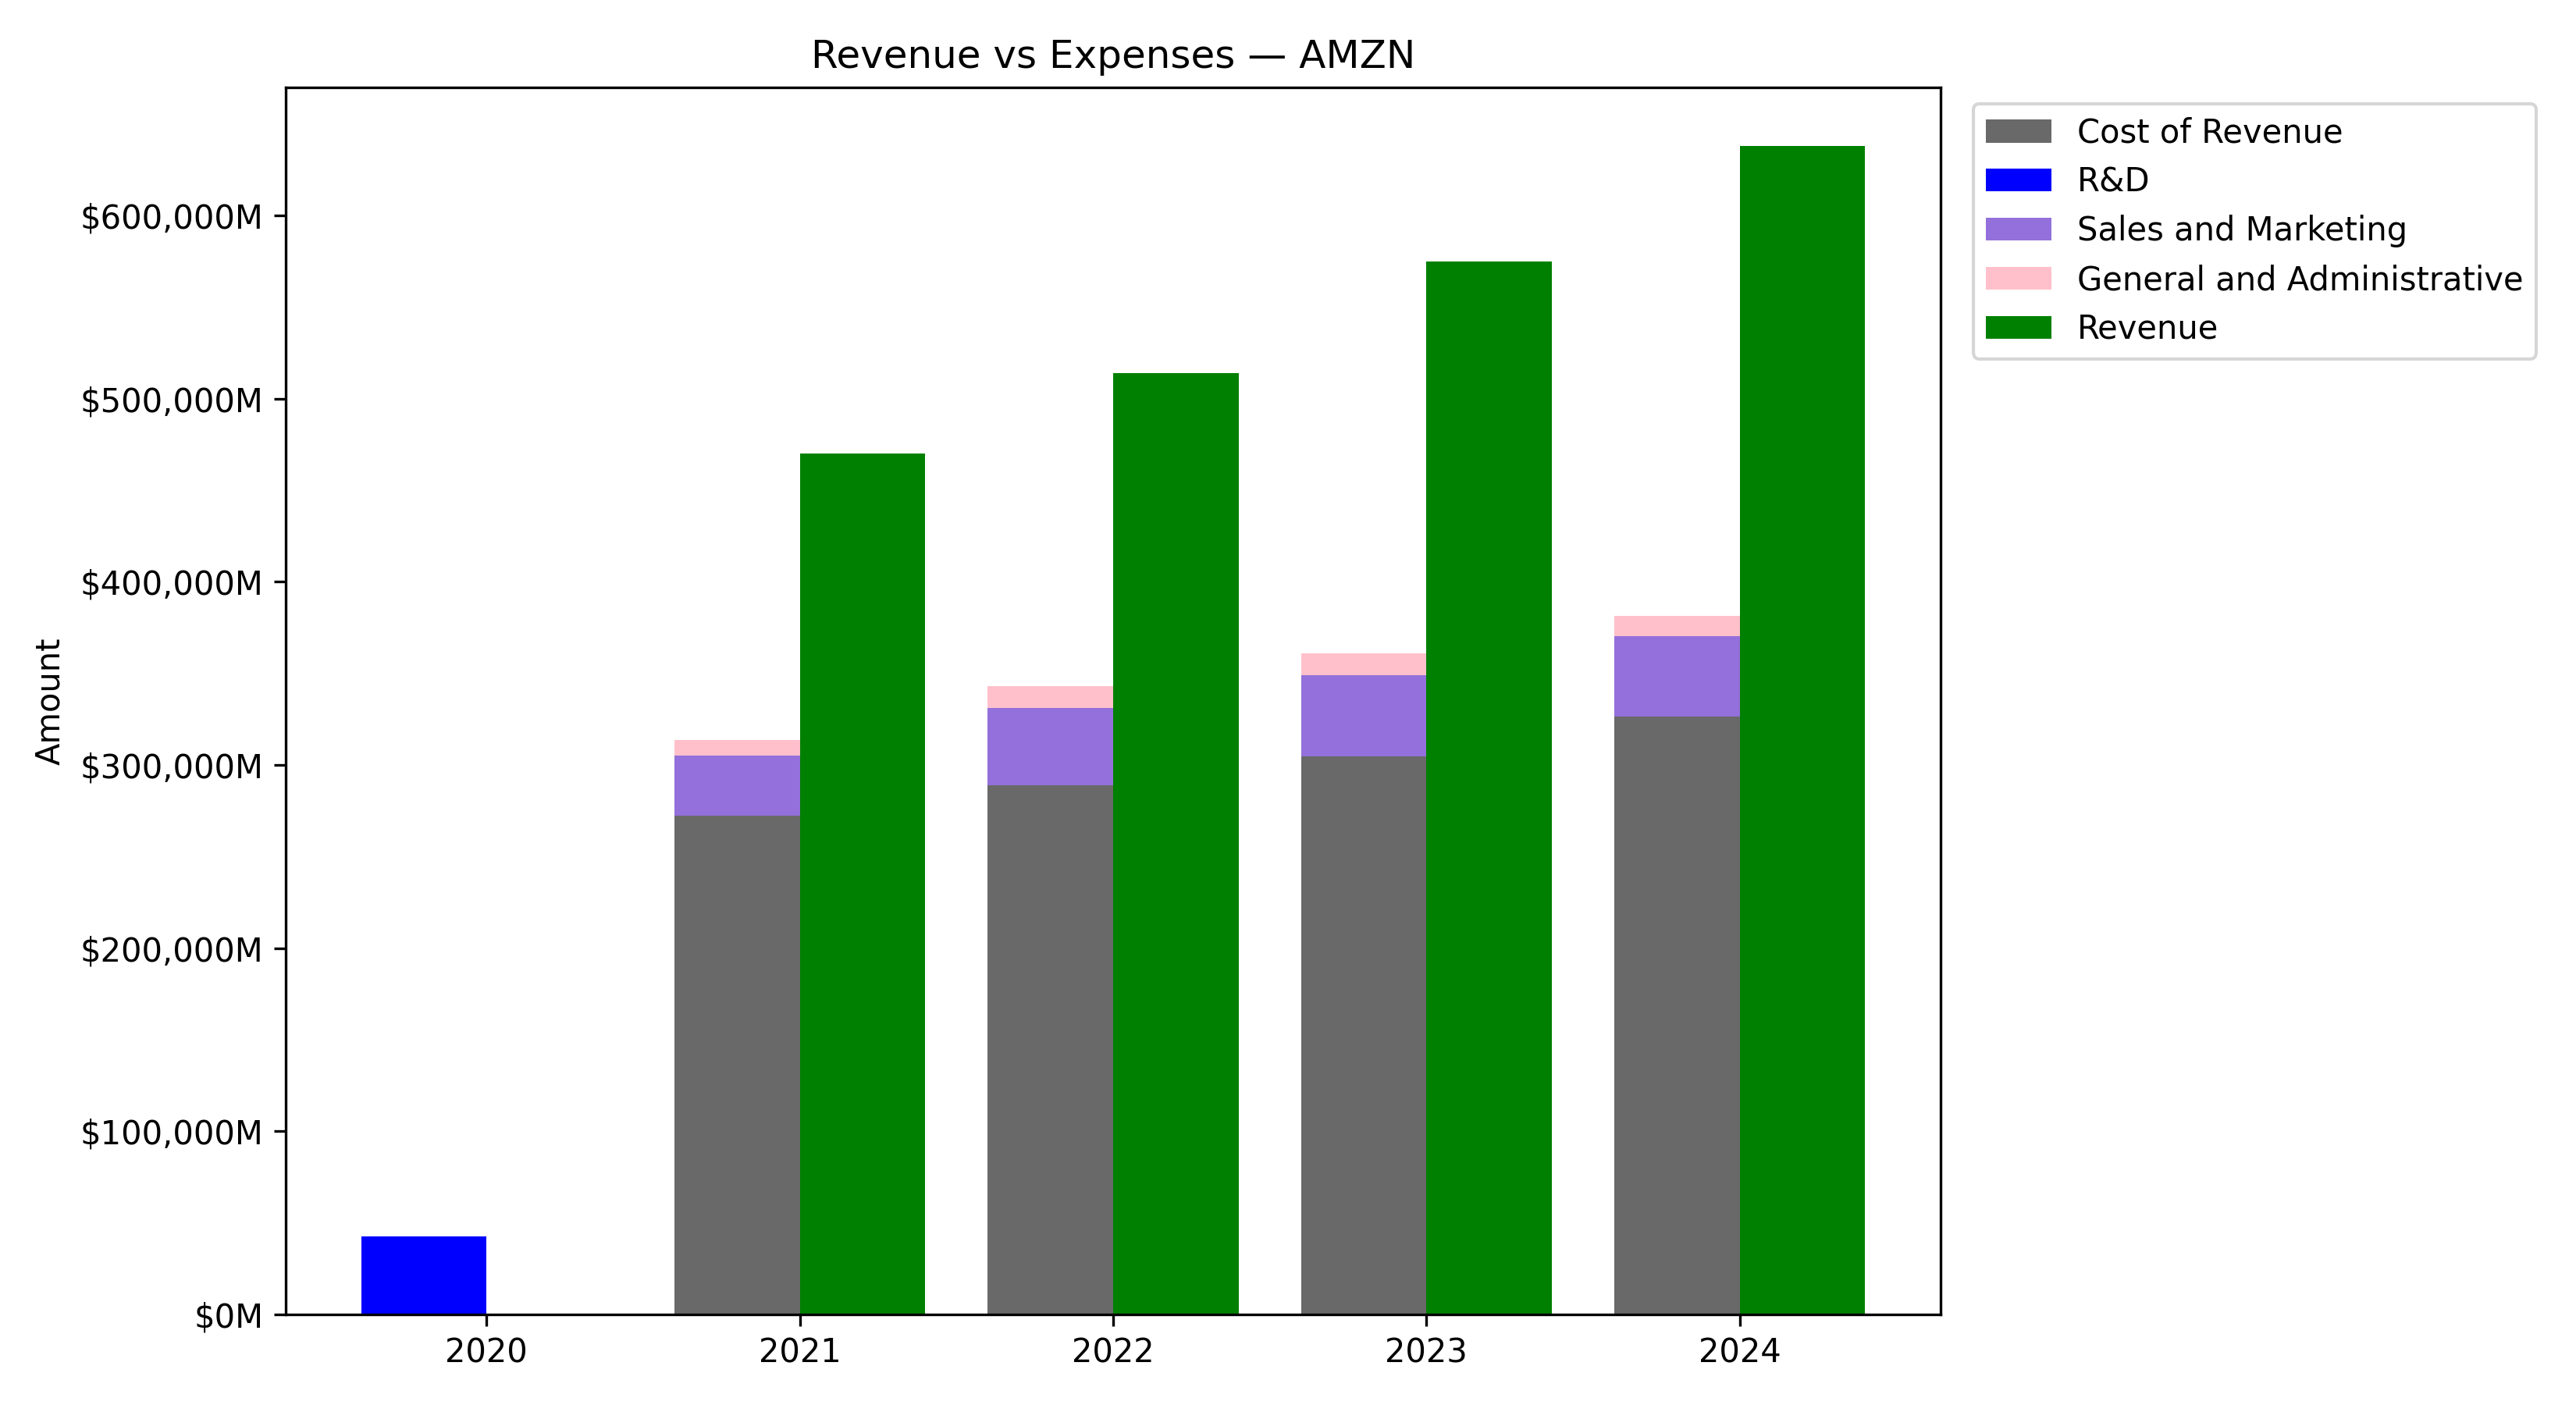 Revenue vs Expenses — AMZN
Cost of Revenue
R&D
Sales and Marketing
General and Administrative
Revenue
Amount
$600,000M
$500,000M
$400,000M
$300,000M
$200,000M
$100,000M
$0M
2020
2021
2022
2023
2024